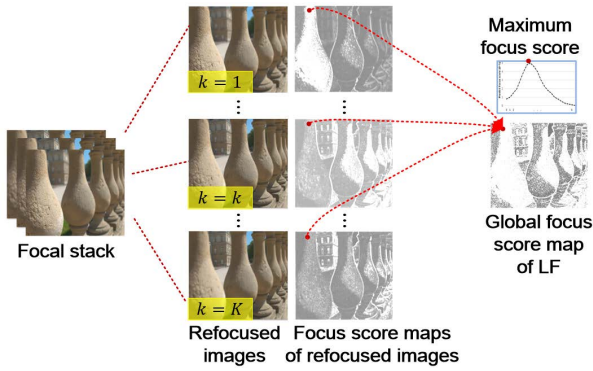 Maximum
focus score
k = 1
k = k
Focal stack
k = K
Global focus
score map
of LF
Refocused
images
Focus score maps
of refocused images